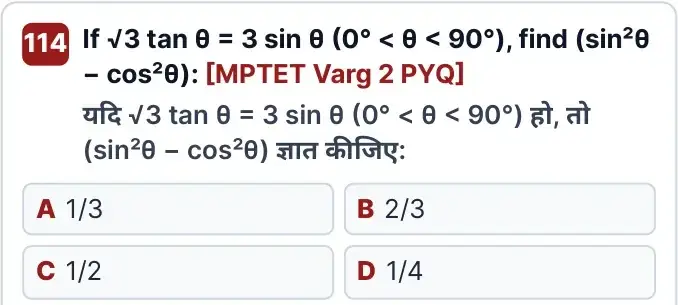 114 If √3 tan θ = 3 sin θ (0° < θ < 90°), find (sin²θ
– cos²θ): [MPTET Varg 2 PYQ]
यदि √3 tan θ = 3 sin θ (0° < θ < 90°) हो, तो
(sin²θ – cos²θ) ज्ञात कीजिए:
A 1/3
B 2/3
C 1/2
D 1/4